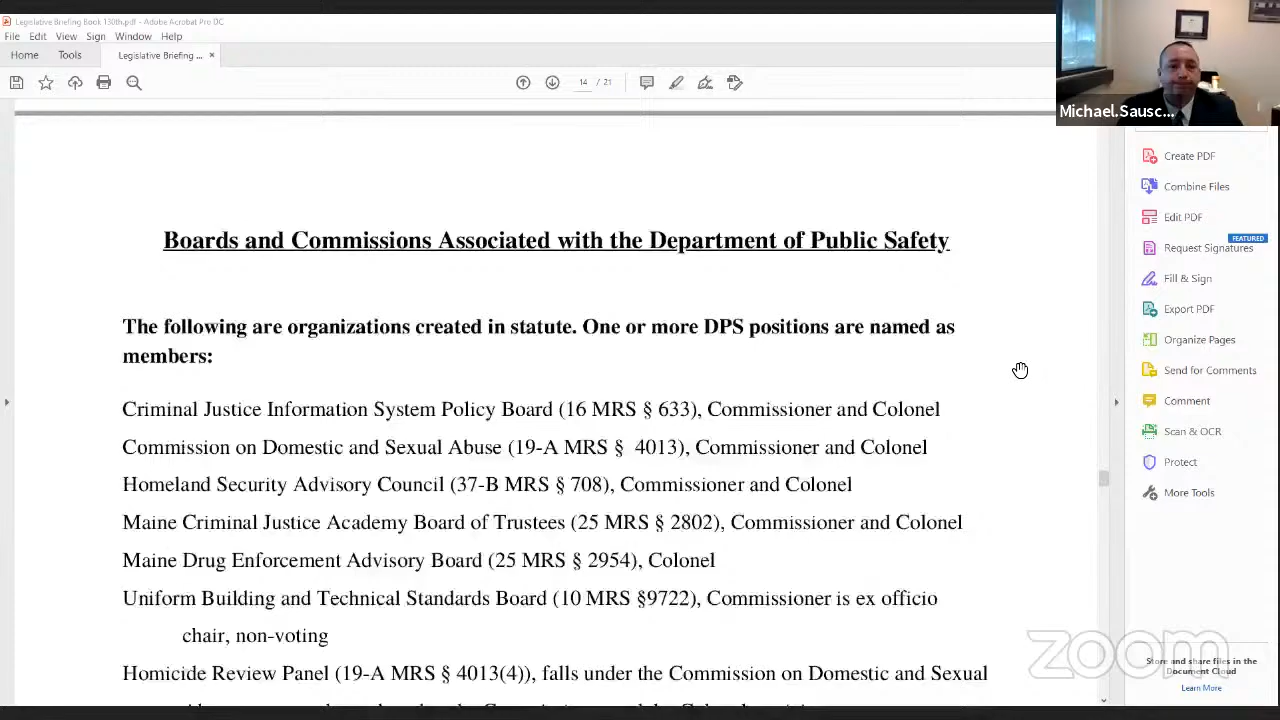 Legislative Briefing Book 130th.pdf - Adobe Acrobat Pro DC
File Edit View Sign Window Help
Home Tools Legislative Briefing ... ×
14 / 21
Michael.Sausc...
Boards and Commissions Associated with the Department of Public Safety
The following are organizations created in statute. One or more DPS positions are named as
members:
Criminal Justice Information System Policy Board (16 MRS § 633), Commissioner and Colonel
Commission on Domestic and Sexual Abuse (19-A MRS § 4013), Commissioner and Colonel
Homeland Security Advisory Council (37-B MRS § 708), Commissioner and Colonel
Maine Criminal Justice Academy Board of Trustees (25 MRS § 2802), Commissioner and Colonel
Maine Drug Enforcement Advisory Board (25 MRS § 2954), Colonel
Uniform Building and Technical Standards Board (10 MRS §9722), Commissioner is ex officio
chair, non-voting
Homicide Review Panel (19-A MRS § 4013(4)), falls under the Commission on Domestic and Sexual
Create PDF
Combine Files
Edit PDF
FEATURED
Request Signatures
Fill & Sign
Export PDF
Organize Pages
Send for Comments
Comment
Scan & OCR
Protect
More Tools
Store and share files in the
Document Cloud
Learn More
zoom